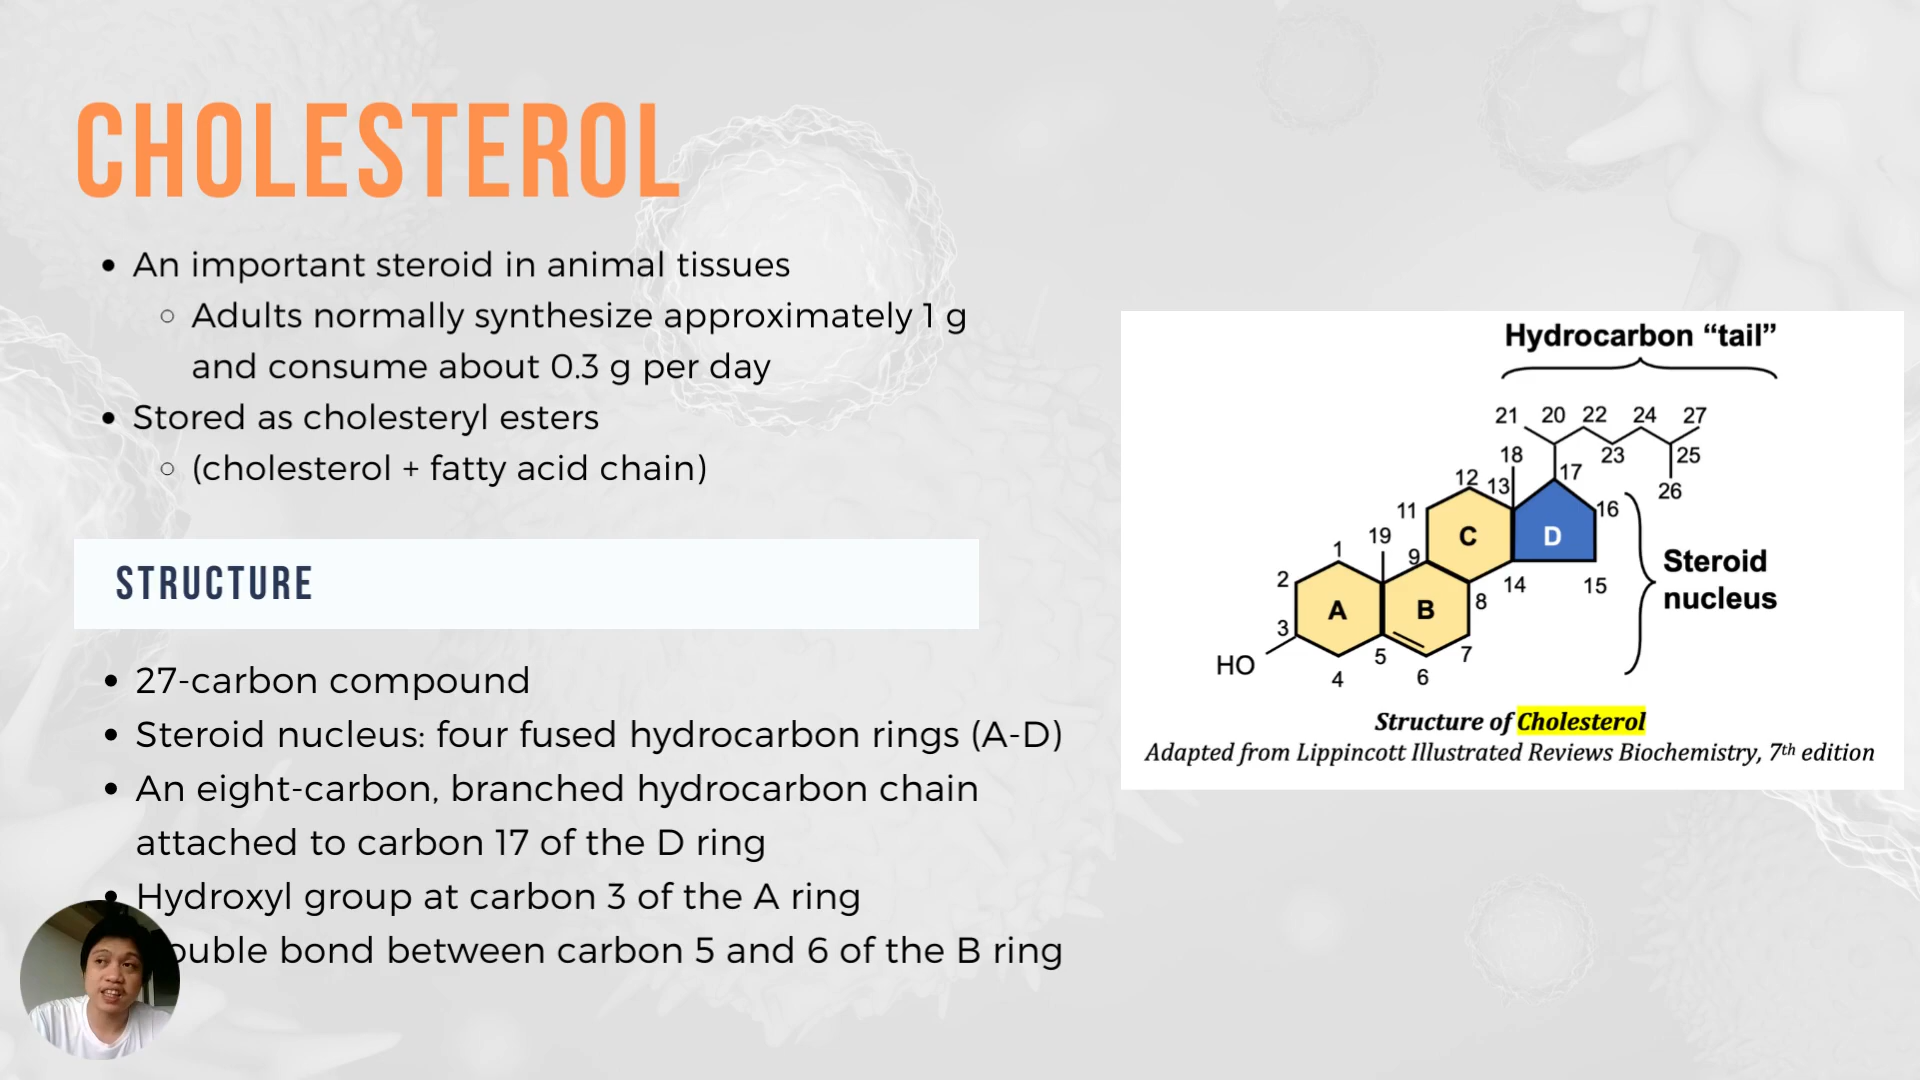 CHOLESTEROL
• An important steroid in animal tissues
○ Adults normally synthesize approximately 1 g
and consume about 0.3 g per day
• Stored as cholesteryl esters
○ (cholesterol + fatty acid chain)
STRUCTURE
• 27-carbon compound
• Steroid nucleus: four fused hydrocarbon rings (A-D)
• An eight-carbon, branched hydrocarbon chain
attached to carbon 17 of the D ring
• Hydroxyl group at carbon 3 of the A ring
ouble bond between carbon 5 and 6 of the B ring
Hydrocarbon “tail”
21 20 22 24 27
18 23 25
12 13 17 26
11 16
C D
19
1 9
2 14 15
8
A B
3
5 7
HO
4 6
Steroid
nucleus
Structure of Cholesterol
Adapted from Lippincott Illustrated Reviews Biochemistry, 7th edition